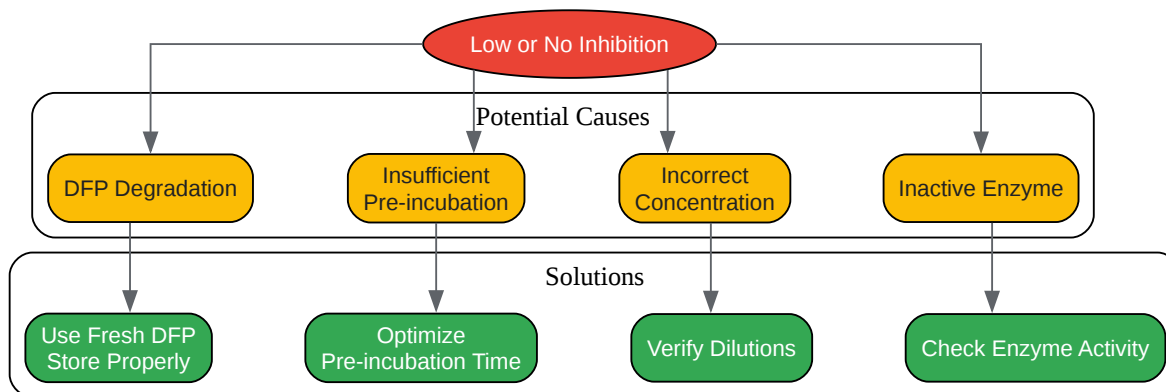 Low or No Inhibition
Potential Causes
DFP Degradation
Insufficient
Pre-incubation
Incorrect
Concentration
Inactive Enzyme
Solutions
Use Fresh DFP
Store Properly
Optimize
Pre-incubation Time
Verify Dilutions
Check Enzyme Activity